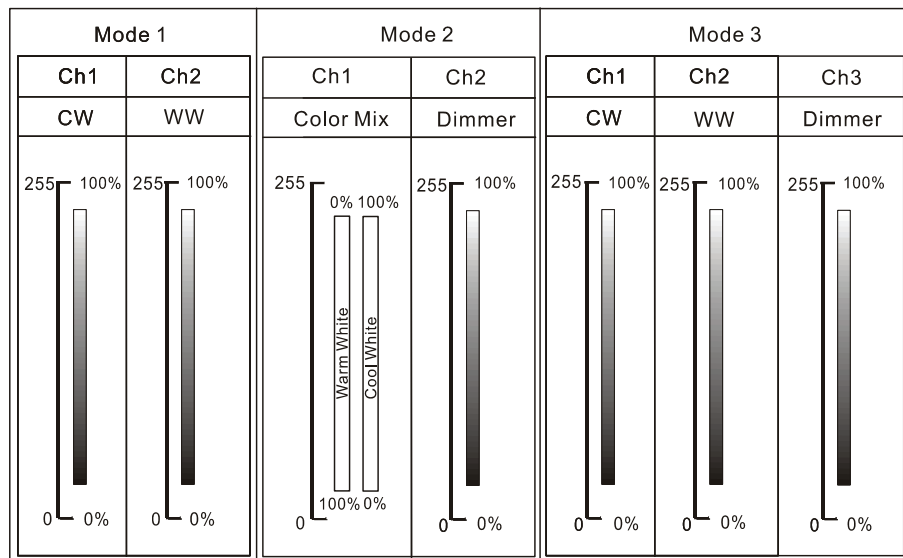 Mode 1 Mode 2 Mode 3
Ch1 Ch2 Ch1 Ch2 Ch1 Ch2 Ch3
CW WW Color Mix Dimmer CW WW Dimmer
255 100% 255 100% 255 255 100% 255 100% 255 100% 255 100%
0% 100%
Warm White
Cool White
100% 0%
0 0% 0 0% 0 0 0% 0 0% 0 0% 0 0%